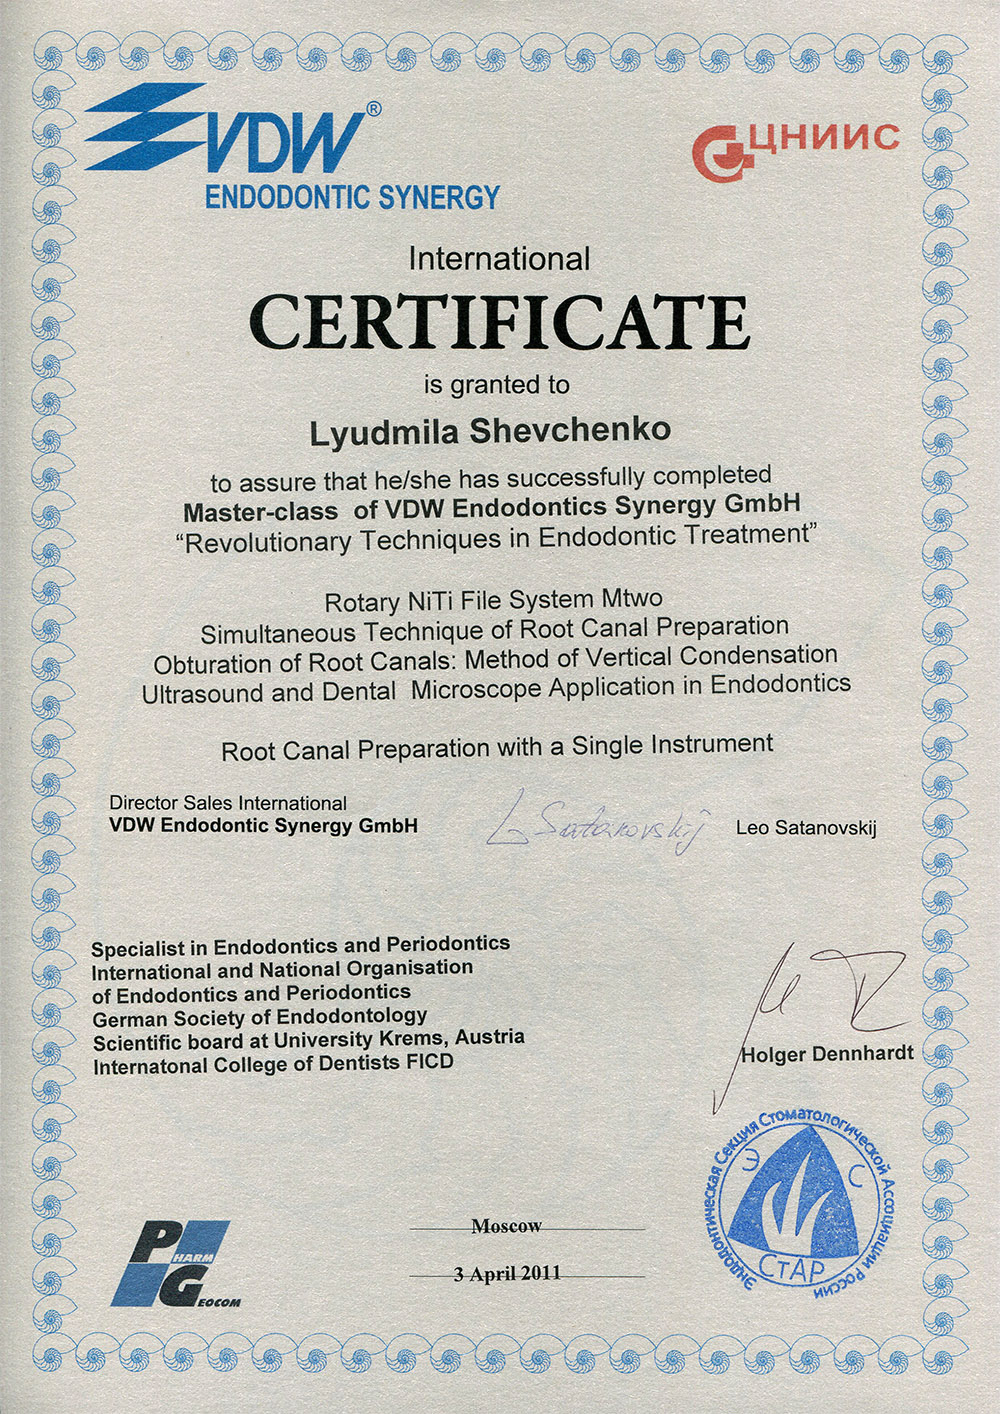 VDW®
ENDODONTIC SYNERGY
ЦНИИС
International
CERTIFICATE
is granted to
Lyudmila Shevchenko
to assure that he/she has successfully completed
Master-class of VDW Endodontics Synergy GmbH
“Revolutionary Techniques in Endodontic Treatment”
Rotary NiTi File System Mtwo
Simultaneous Technique of Root Canal Preparation
Obturation of Root Canals: Method of Vertical Condensation
Ultrasound and Dental Microscope Application in Endodontics
Root Canal Preparation with a Single Instrument
Director Sales International
VDW Endodontic Synergy GmbH
L Satanovskij
Leo Satanovskij
Specialist in Endodontics and Periodontics
International and National Organisation
of Endodontics and Periodontics
German Society of Endodontology
Scientific board at University Krems, Austria
Internatonal College of Dentists FICD
Holger Dennhardt
Эндодонтическая Секция Стоматологической Ассоциации России
Э С
СтАР
PHARM
GEOCOM
Moscow
3 April 2011